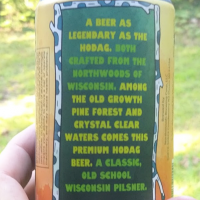 A BEER AS
LEGENDARY AS THE
HODAG. BOTH
CRAFTED FROM THE
NORTHWOODS OF
WISCONSIN. AMONG
THE OLD GROWTH
PINE FOREST AND
CRYSTAL CLEAR
WATERS COMES THIS
PREMIUM HODAG
BEER. A CLASSIC,
OLD SCHOOL
WISCONSIN PILSNER.